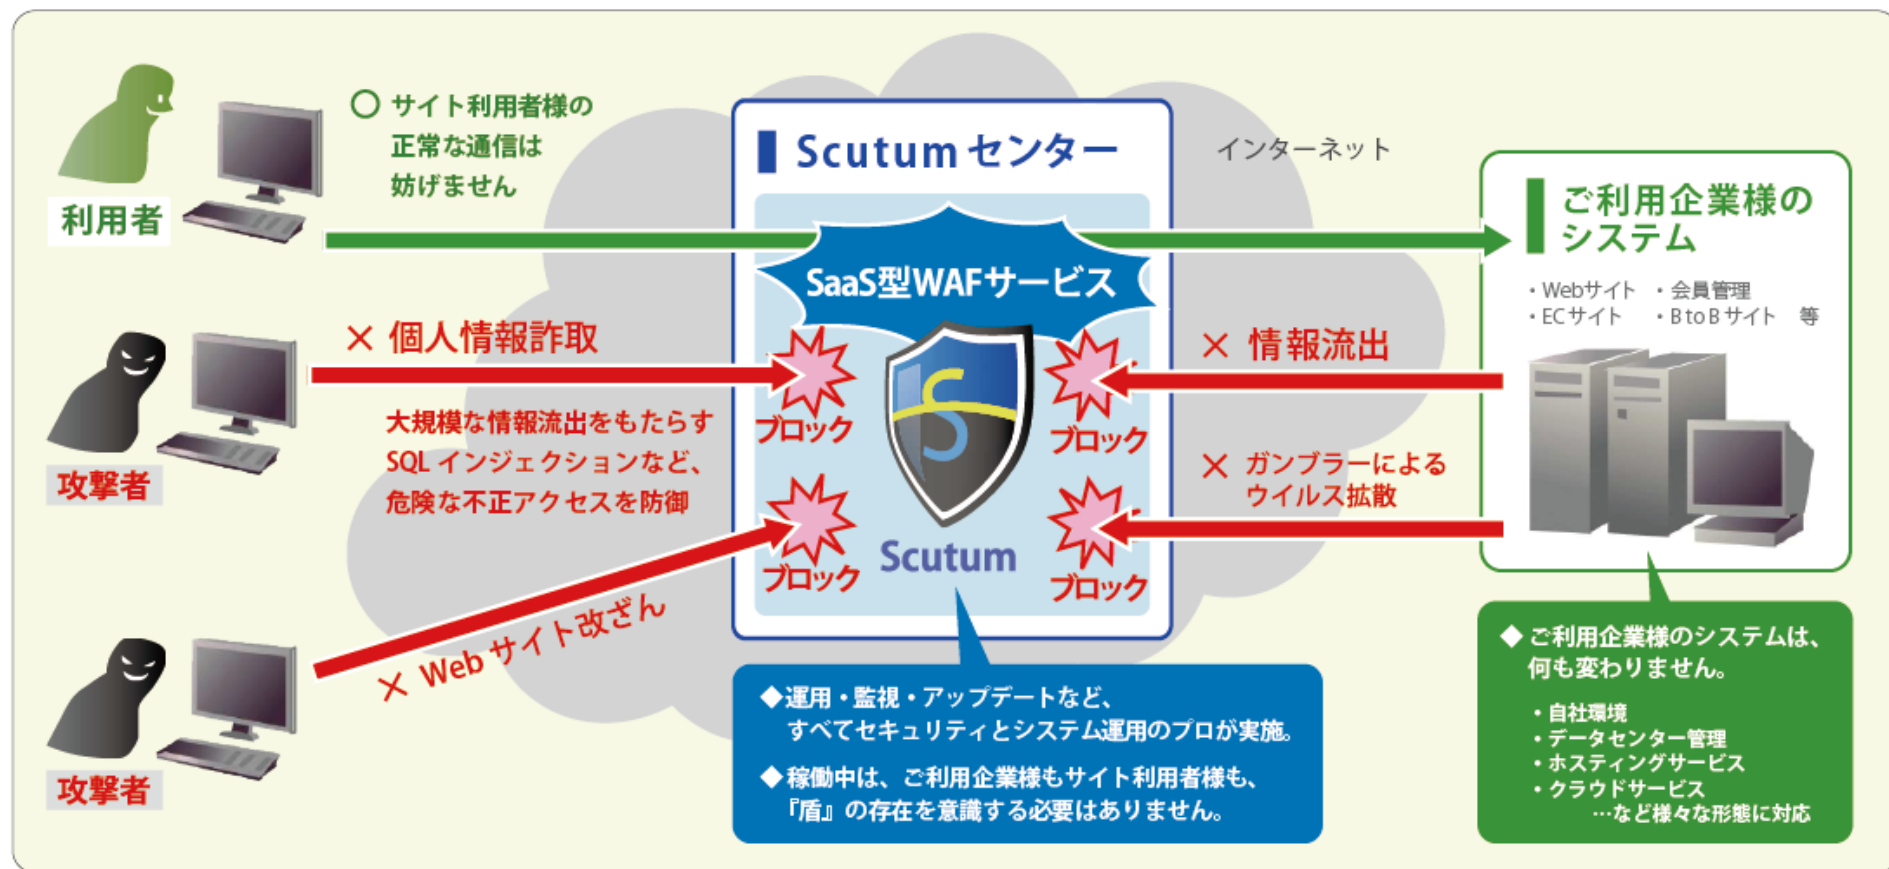 ○ サイト利用者様の
正常な通信は
妨げません
利用者
Scutum センター
SaaS型WAFサービス
インターネット
ご利用企業様の
システム
・Webサイト ・会員管理
・ECサイト ・BtoBサイト 等
× 個人情報詐取
大規模な情報流出をもたらす
SQL インジェクションなど、
危険な不正アクセスを防御
攻撃者
ブロック
ブロック
× 情報流出
× ガンブラーによる
ウイルス拡散
S
Scutum
ブロック
ブロック
× Web サイト改ざん
攻撃者
◆運用・監視・アップデートなど、
すべてセキュリティとシステム運用のプロが実施。
◆稼働中は、ご利用企業様もサイト利用者様も、
『盾』の存在を意識する必要はありません。
◆ご利用企業様のシステムは、
何も変わりません。
・自社環境
・データセンター管理
・ホスティングサービス
・クラウドサービス
…など様々な形態に対応